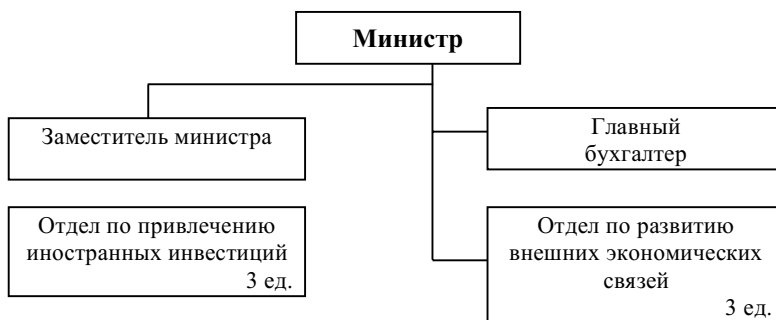 Министр
Заместитель министра
Главный
бухгалтер
Отдел по привлечению
иностранных инвестиций
3 ед.
Отдел по развитию
внешних экономических
связей
3 ед.